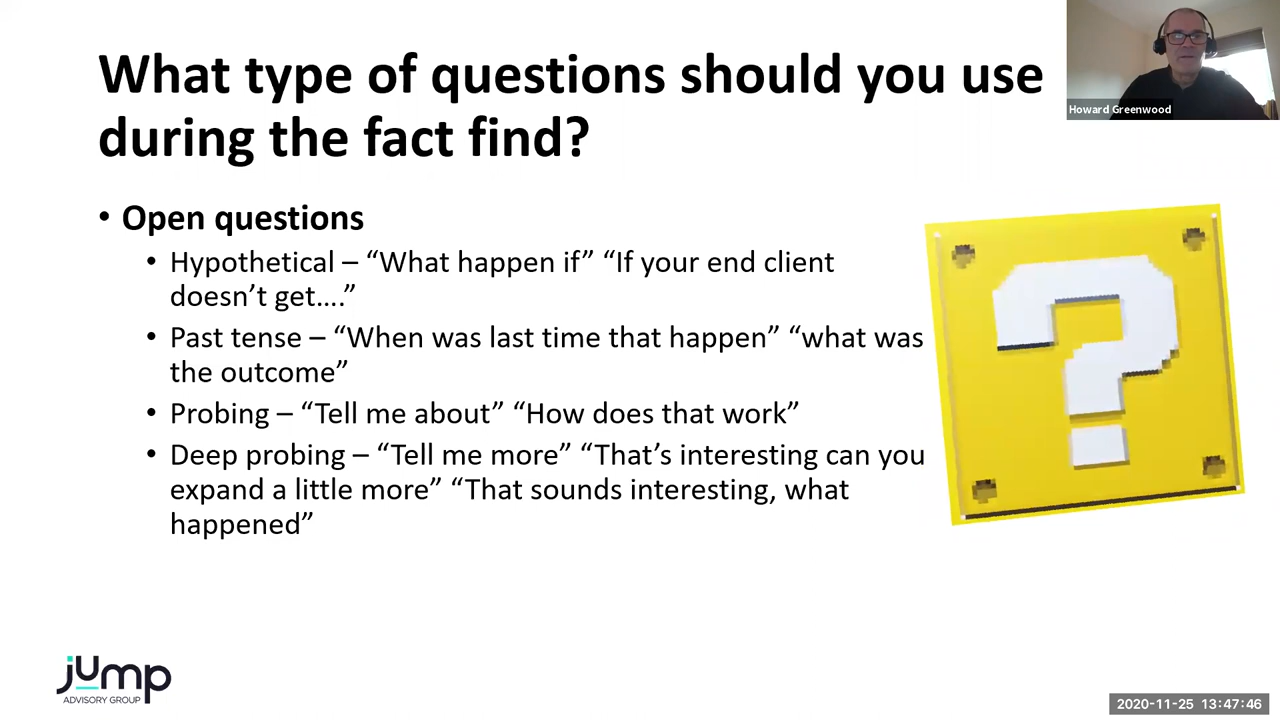 What type of questions should you use
during the fact find?
Howard Greenwood
• Open questions
• Hypothetical – “What happen if” “If your end client
doesn’t get….”
• Past tense – “When was last time that happen” “what was
the outcome”
• Probing – “Tell me about” “How does that work”
• Deep probing – “Tell me more” “That’s interesting can you
expand a little more” “That sounds interesting, what
happened”
?
jump
ADVISORY GROUP
2020-11-25 13:47:46